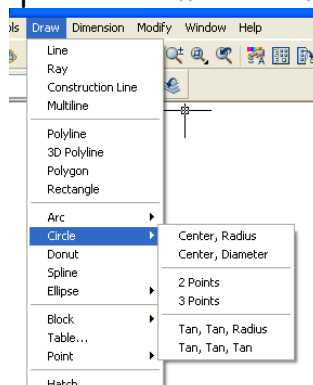 ols Draw Dimension Modify Window Help
Line
Ray
Construction Line
Multiline
Polyline
3D Polyline
Polygon
Rectangle
Arc
Circle
Donut
Spline
Ellipse
Block
Table...
Point
Hatch
Center, Radius
Center, Diameter
2 Points
3 Points
Tan, Tan, Radius
Tan, Tan, Tan